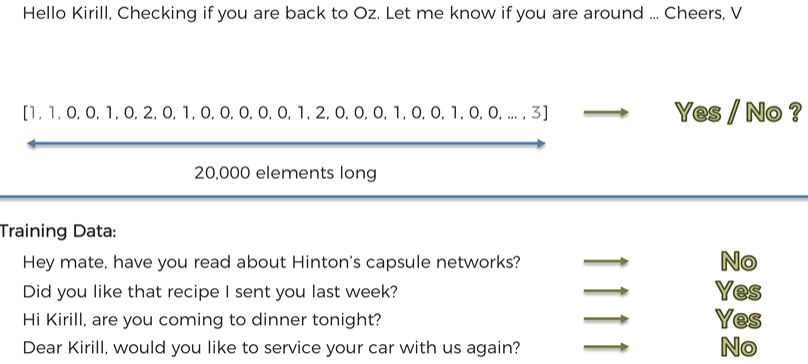 Hello Kirill, Checking if you are back to Oz. Let me know if you are around ... Cheers, V
[1, 1, 0, 0, 1, 0, 2, 0, 1, 0, 0, 0, 0, 0, 1, 2, 0, 0, 0, 1, 0, 0, 1, 0, 0, ... , 3] Yes / No ?
20,000 elements long
Training Data:
Hey mate, have you read about Hinton's capsule networks? No
Did you like that recipe I sent you last week? Yes
Hi Kirill, are you coming to dinner tonight? Yes
Dear Kirill, would you like to service your car with us again? No